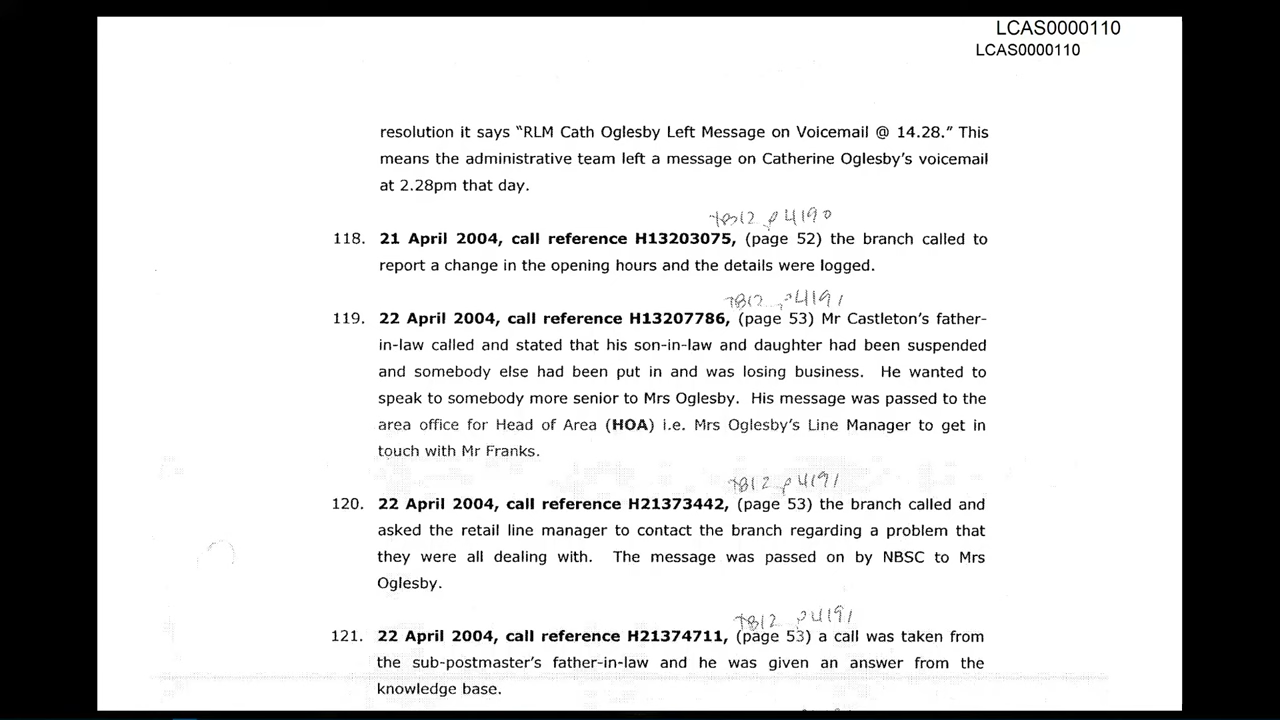 LCAS0000110
LCAS0000110
resolution it says “RLM Cath Oglesby Left Message on Voicemail @ 14.28.” This
means the administrative team left a message on Catherine Oglesby’s voicemail
at 2.28pm that day.
TB12 p4190
118. 21 April 2004, call reference H13203075, (page 52) the branch called to
report a change in the opening hours and the details were logged.
TB12 p4191
119. 22 April 2004, call reference H13207786, (page 53) Mr Castleton’s father-
in-law called and stated that his son-in-law and daughter had been suspended
and somebody else had been put in and was losing business. He wanted to
speak to somebody more senior to Mrs Oglesby. His message was passed to the
area office for Head of Area (HOA) i.e. Mrs Oglesby’s Line Manager to get in
touch with Mr Franks.
TB12 p4191
120. 22 April 2004, call reference H21373442, (page 53) the branch called and
asked the retail line manager to contact the branch regarding a problem that
they were all dealing with. The message was passed on by NBSC to Mrs
Oglesby.
TB12 p4191
121. 22 April 2004, call reference H21374711, (page 53) a call was taken from
the sub-postmaster’s father-in-law and he was given an answer from the
knowledge base.